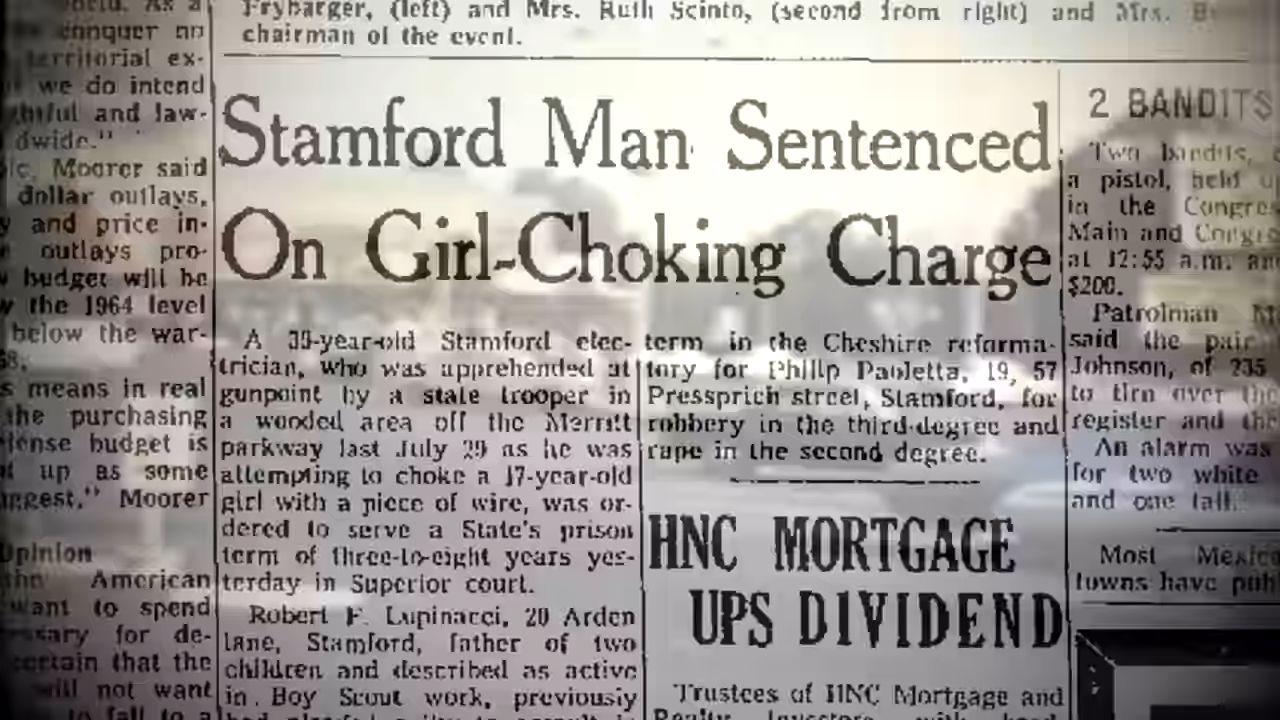 Frybarger, (left) and Mrs. Ruth Scinto, (second from right) and Mrs.
chairman of the event.
world. As a
conquer no
territorial ex-
we do intend
and law-
dwide."
Moorer said
dollar outlays,
and price in-
outlays pro-
budget will be
the 1964 level
below the war-
68.
means in real
the purchasing
budget is
up as some
Moorer
Opinion
American
want to spend
for de-
certain that the
will not want
to fall to a
Stamford Man Sentenced
On Girl-Choking Charge
A 39-year-old Stamford elec-
trician, who was apprehended at
gunpoint by a state trooper in
a wooded area off the Merritt
parkway last July 29 as he was
attempting to choke a 17-year-old
girl with a piece of wire, was or-
dered to serve a State's prison
term of three-to-eight years yes-
terday in Superior court.
Robert F. Lupinacci, 20 Arden
lane, Stamford, father of two
children and described as active
in Boy Scout work, previously
term in the Cheshire reforma-
tory for Philip Paoletta, 19, 57
Pressprich street, Stamford, for
robbery in the third-degree and
rape in the second degree.
HNC MORTGAGE
UPS DIVIDEND
Trustees of HNC Mortgage and
Realty Investors with
2 BANDITS
Two bandits,
a pistol, held
in the
Main and
at 12:55 a.m.
$200.
Patrolman
said the pair
Johnson, of 235
to tirn over the
register and the
An alarm was
for two white
and one tall.
Most
towns have